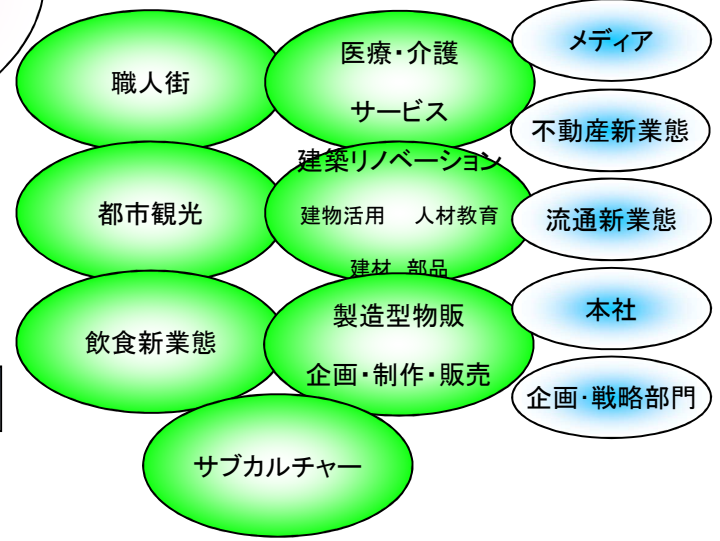 職人街
医療・介護
サービス
メディア
不動産新業態
都市観光
建築リノベーション
建物活用 人材教育
建材 部品
流通新業態
飲食新業態
製造型物販
企画・制作・販売
本社
企画・戦略部門
サブカルチャー